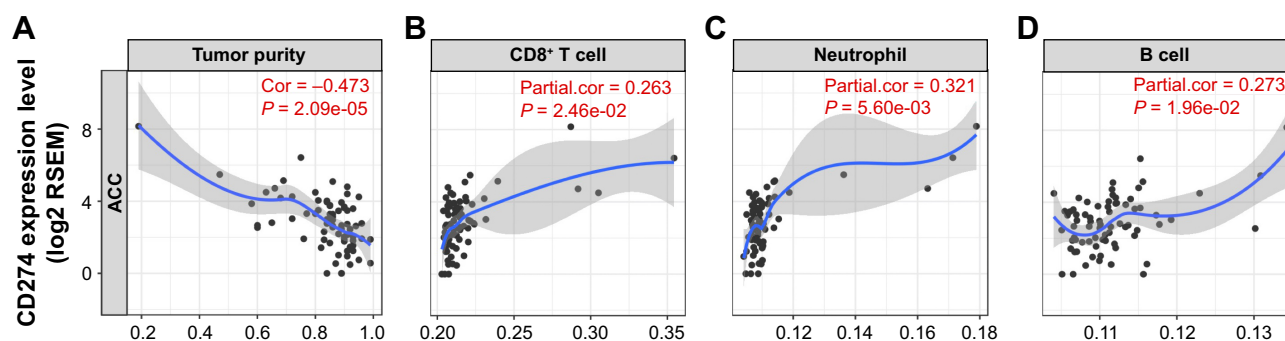 A
B
C
D
Tumor purity
CD8⁺ T cell
Neutrophil
B cell
CD274 expression level
(log2 RSEM)
ACC
Cor = –0.473
P = 2.09e-05
Partial.cor = 0.263
P = 2.46e-02
Partial.cor = 0.321
P = 5.60e-03
Partial.cor = 0.273
P = 1.96e-02
8
4
0
0.2 0.4 0.6 0.8 1.0
0.20 0.25 0.30 0.35
0.12 0.14 0.16 0.18
0.11 0.12 0.13